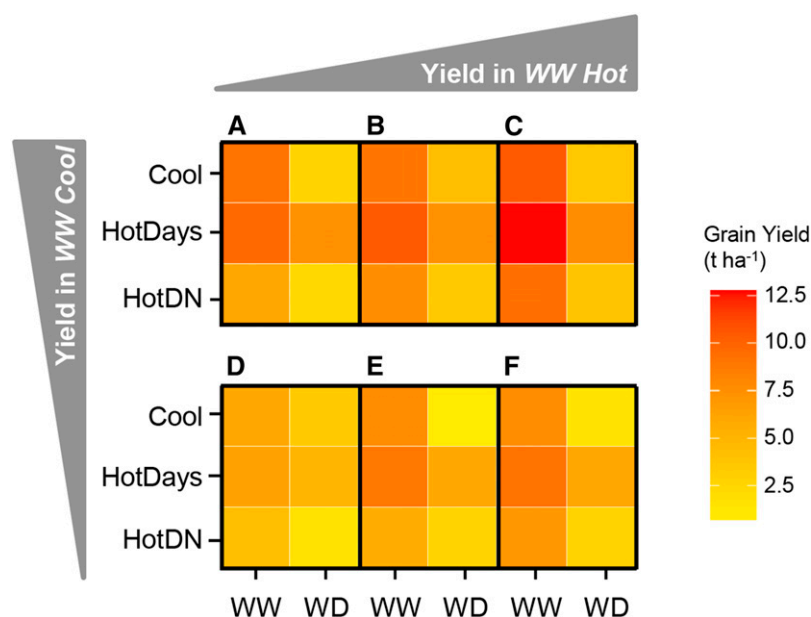 Yield in WW Hot
Yield in WW Cool
A B C
Cool
HotDays
HotDN
D E F
Cool
HotDays
HotDN
WW WD WW WD WW WD
Grain Yield
(t ha⁻¹)
12.5
10.0
7.5
5.0
2.5